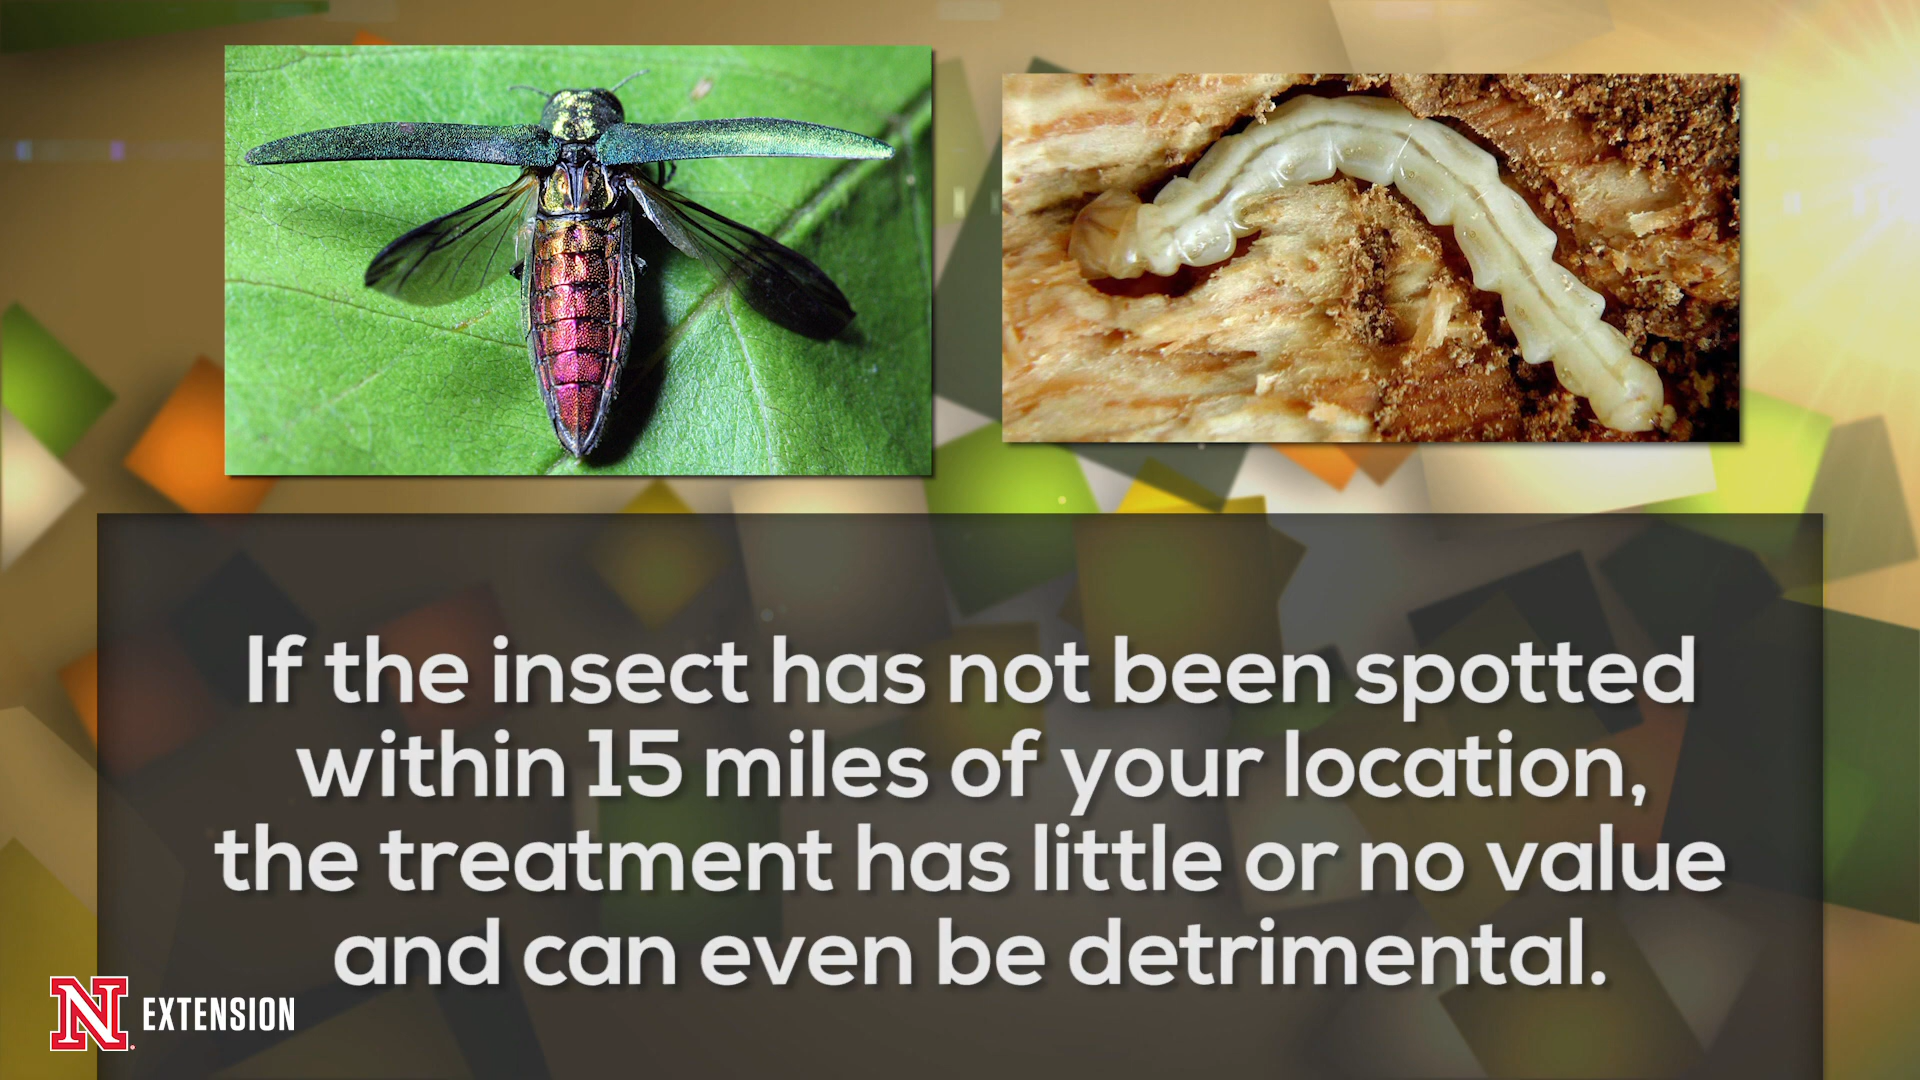 If the insect has not been spotted
within 15 miles of your location,
the treatment has little or no value
and can even be detrimental.
N EXTENSION